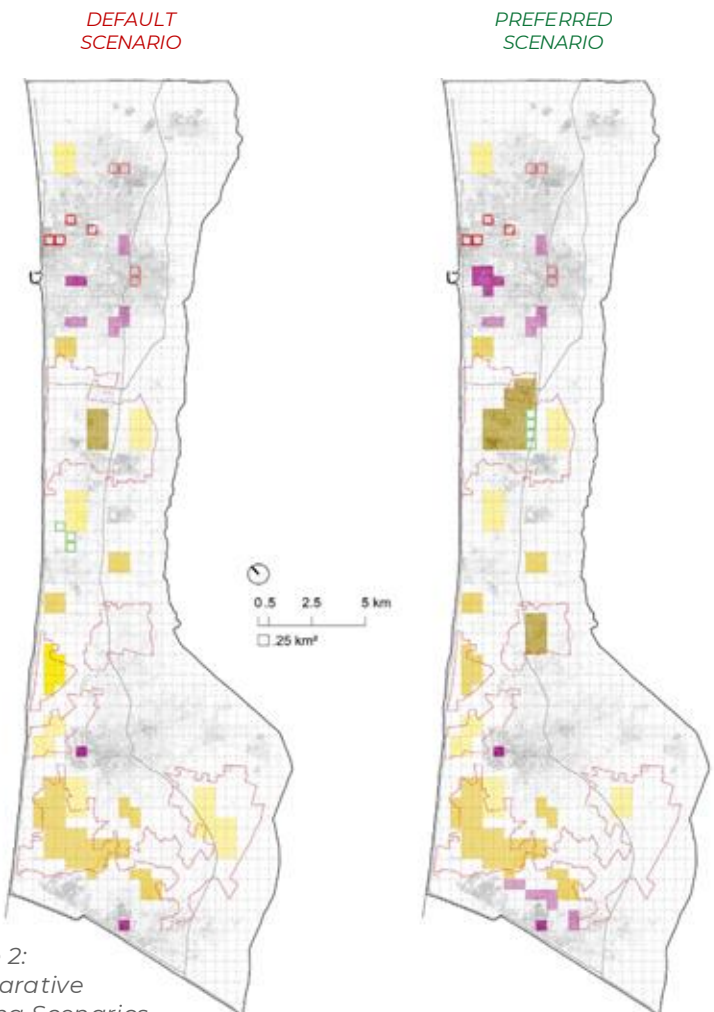 DEFAULT
SCENARIO
PREFERRED
SCENARIO
0.5 2.5 5 km
.25 km²
2:
arative